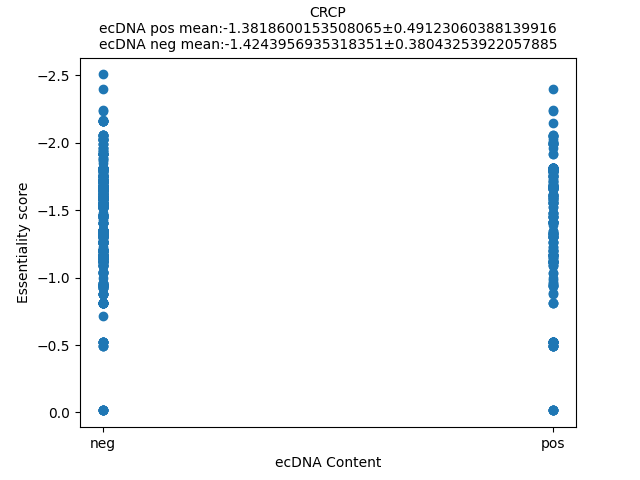 CRCP
ecDNA pos mean:-1.3818600153508065±0.49123060388139916
ecDNA neg mean:-1.4243956935318351±0.38043253922057885
−2.5
−2.0
−1.5
−1.0
−0.5
0.0
Essentiality score
neg
pos
ecDNA Content